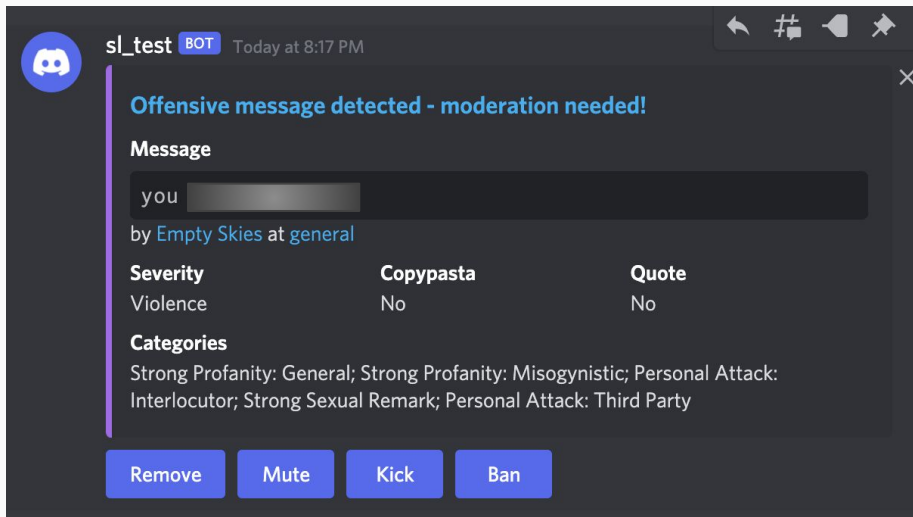 sl_test BOT Today at 8:17 PM
Offensive message detected - moderation needed!
Message
you
by Empty Skies at general
Severity Copypasta Quote
Violence No No
Categories
Strong Profanity: General; Strong Profanity: Misogynistic; Personal Attack:
Interlocutor; Strong Sexual Remark; Personal Attack: Third Party
Remove Mute Kick Ban